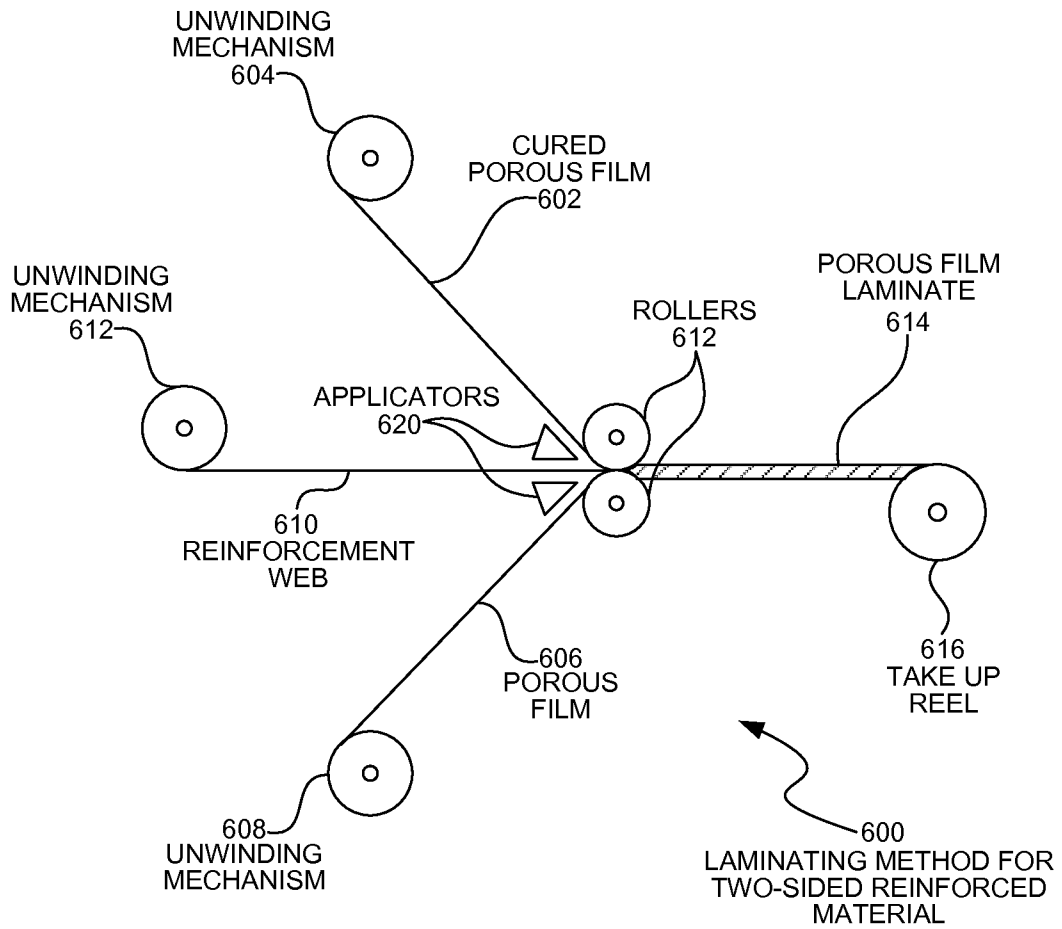 UNWINDING
MECHANISM
604
CURED
POROUS FILM
602
UNWINDING
MECHANISM
612
POROUS FILM
LAMINATE
614
ROLLERS
612
APPLICATORS
620
610
REINFORCEMENT
WEB
606
POROUS
FILM
616
TAKE UP
REEL
608
UNWINDING
MECHANISM
600
LAMINATING METHOD FOR
TWO-SIDED REINFORCED
MATERIAL